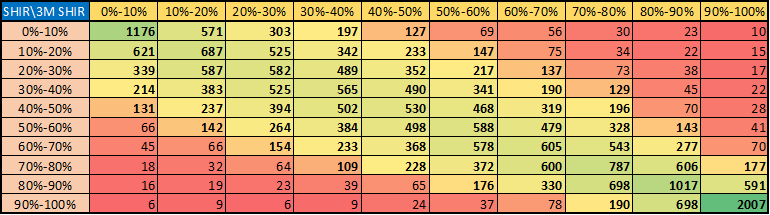 SHIR\3M SHIR 0%-10% 10%-20% 20%-30% 30%-40% 40%-50% 50%-60% 60%-70% 70%-80% 80%-90% 90%-100%
0%-10% 1176 571 303 197 127 69 56 30 23 10
10%-20% 621 687 525 342 233 147 75 34 22 15
20%-30% 339 587 582 489 352 217 137 73 38 17
30%-40% 214 383 525 565 490 341 190 129 45 22
40%-50% 131 237 394 502 530 468 319 196 70 28
50%-60% 66 142 264 384 498 588 479 328 143 41
60%-70% 45 66 154 233 368 578 605 543 277 70
70%-80% 18 32 64 109 228 372 600 787 606 177
80%-90% 16 19 23 39 65 176 330 698 1017 591
90%-100% 6 9 6 9 24 37 78 190 698 2007